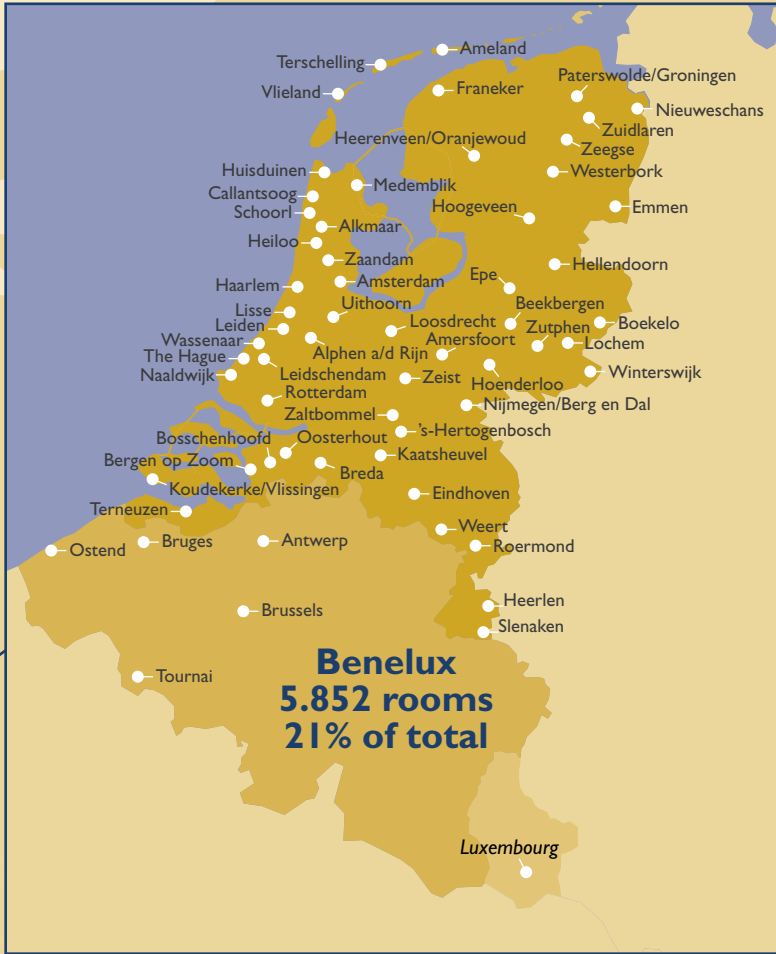 Ameland
Terschelling
Paterswolde/Groningen
Vlieland
Franeker
Nieuweschans
Zuidlaren
Heerenveen/Oranjewoud
Zeegse
Huisduinen
Westerbork
Medemblik
Callantsoog
Hoogeveen
Emmen
Schoorl
Alkmaar
Heiloo
Zaandam
Hellendoorn
Epe
Haarlem
Amsterdam
Uithoorn
Beekbergen
Lisse
Loosdrecht
Boekelo
Leiden
Zutphen
Amersfoort
Wassenaar
Lochem
Alphen a/d Rijn
The Hague
Leidschendam
Naaldwijk
Zeist
Hoenderloo
Winterswijk
Rotterdam
Nijmegen/Berg en Dal
Zaltbommel
's-Hertogenbosch
Bosschenhoofd
Oosterhout
Kaatsheuvel
Bergen op Zoom
Breda
Koudekerke/Vlissingen
Eindhoven
Terneuzen
Weert
Bruges
Antwerp
Roermond
Ostend
Heerlen
Brussels
Slenaken
Benelux
5.852 rooms
21% of total
Tournai
Luxembourg